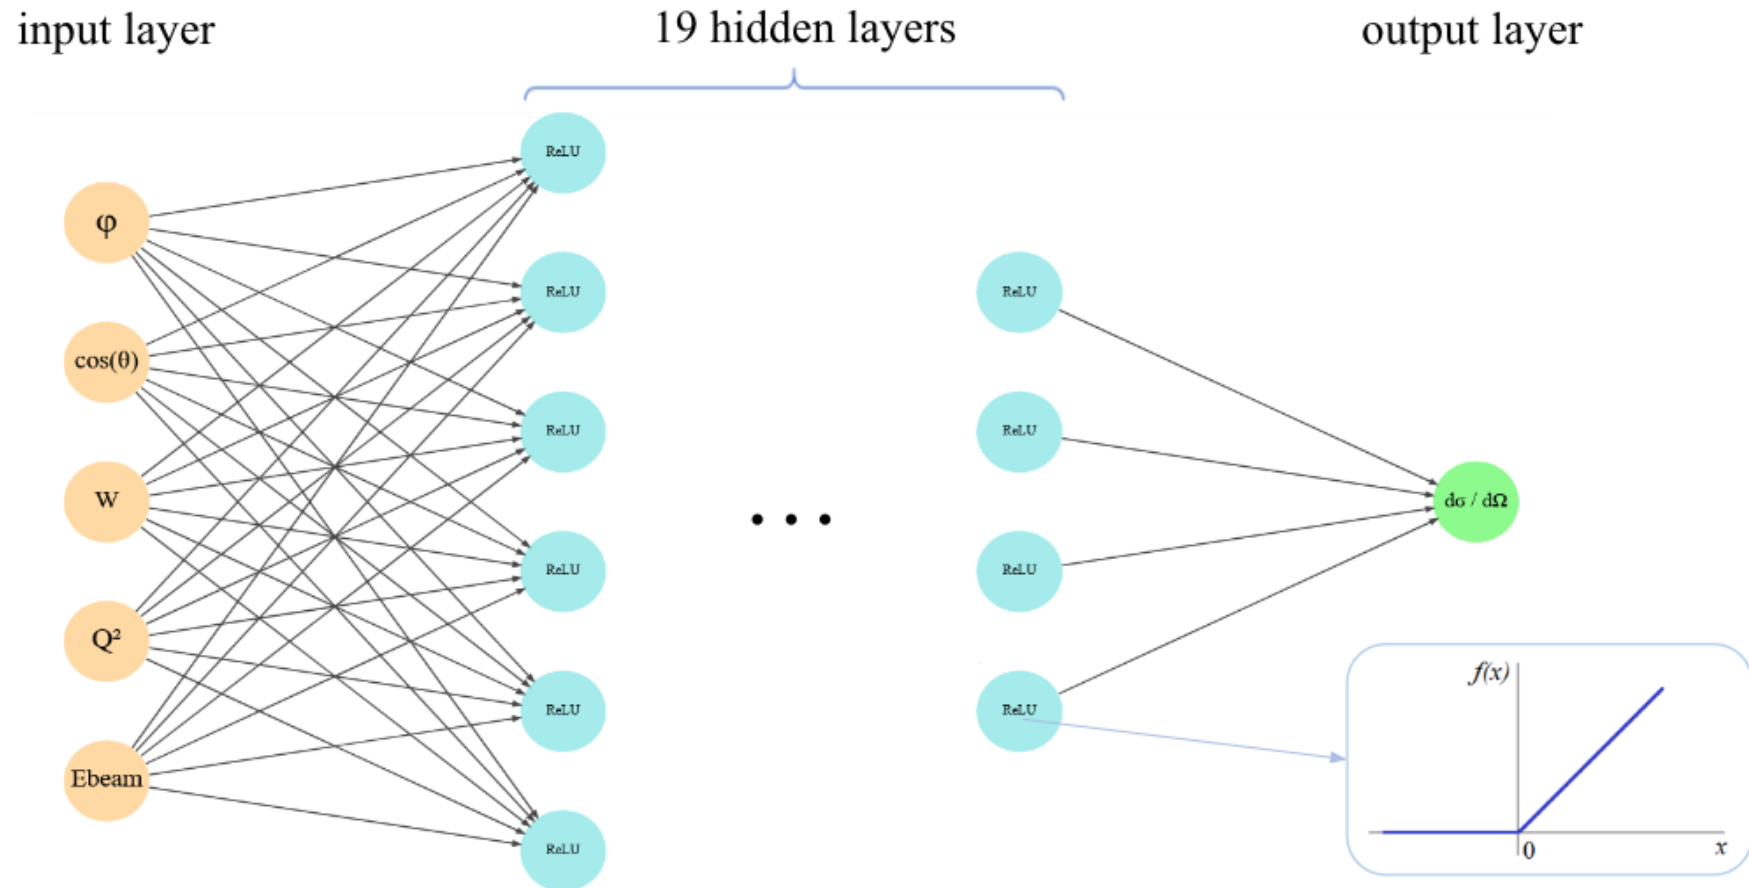 input layer
19 hidden layers
output layer
φ
cos(θ)
W
Q²
Ebeam
ReLU
ReLU
ReLU
ReLU
ReLU
ReLU
ReLU
ReLU
ReLU
ReLU
dσ / dΩ
f(x)
0
x